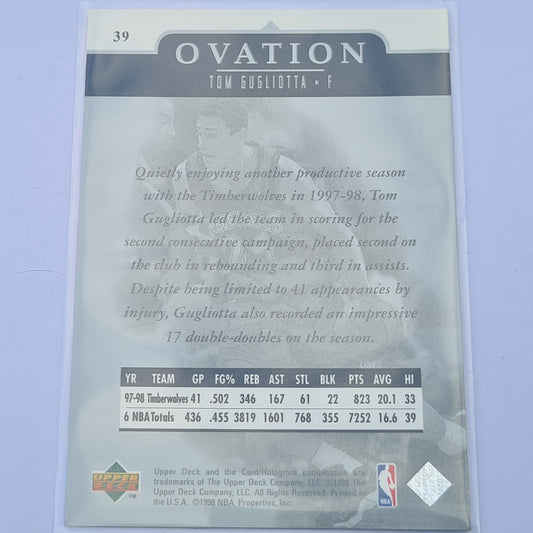 39
OVATION
TOM GUGLIOTTA • F
Quietly enjoying another productive season
with the Timberwolves in 1997-98, Tom
Gugliotta led the team in scoring for the
second consecutive campaign, placed second on
the club in rebounding and third in assists.
Despite being limited to 41 appearances by
injury, Gugliotta also recorded an impressive
17 double-doubles on the season.
YR TEAM GP FG% REB AST STL BLK PTS AVG HI
97-98 Timberwolves 41 .502 346 167 61 22 823 20.1 33
6 NBA Totals 436 .455 3819 1601 768 355 7252 16.6 39
UPPER DECK TM
Upper Deck and the Card/Hologram combination are
trademarks of The Upper Deck Company. ©1998 The
Upper Deck Company, LLC. All Rights Reserved. Printed in
the U.S.A. ©1998 NBA Properties, Inc.
NBA